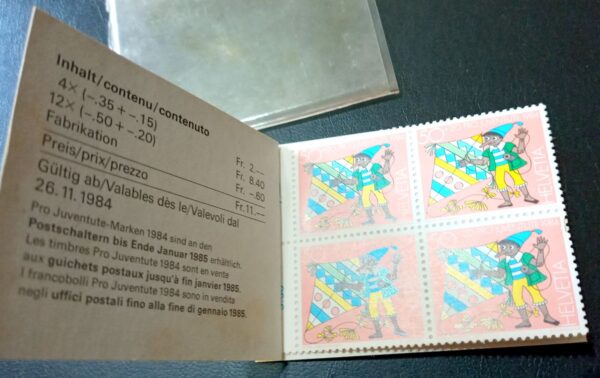 Inhalt/contenu/contenuto
4× (–.35 + –.15) Fr. 2.––
12× (–.50 + –.20) Fr. 8.40
Fabrikation Fr. –.60
Preis/prix/prezzo Fr. 11.––
Gültig ab/Valables dès le/Valevoli dal
26.11.1984
Pro Juventute-Marken 1984 sind an den
Postschaltern bis Ende Januar 1985 erhältlich.
Les timbres Pro Juventute 1984 sont en vente
aux guichets postaux jusqu'à fin janvier 1985.
I francobolli Pro Juventute 1984 sono in vendita
negli uffici postali fino alla fine di gennaio 1985.
50
HELVETIA
HELVETIA
HELVETIA
HELVETIA